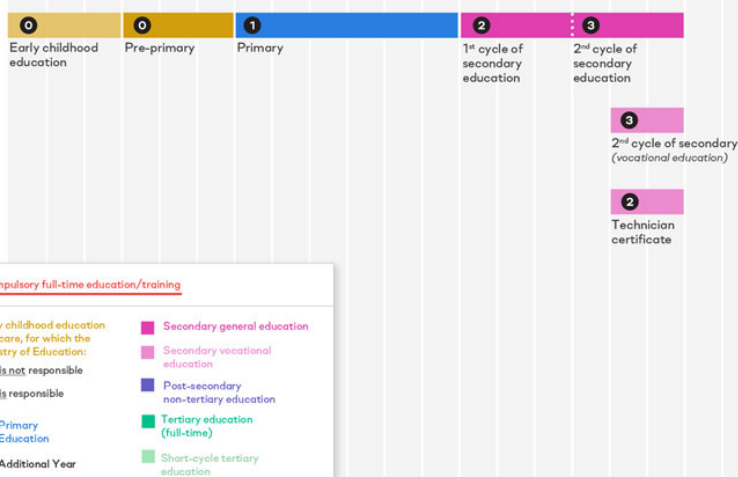 0
0
1
2
3
Early childhood
education
Pre-primary
Primary
1st cycle of
secondary
education
2nd cycle of
secondary
education
3
2nd cycle of secondary
(vocational education)
2
Technician
certificate
mpulsory full-time education/training
y childhood education
care, for which the
stry of Education:
is not responsible
is responsible
Primary
Education
Additional Year
Secondary general education
Secondary vocational
education
Post-secondary
non-tertiary education
Tertiary education
(full-time)
Short-cycle tertiary
education